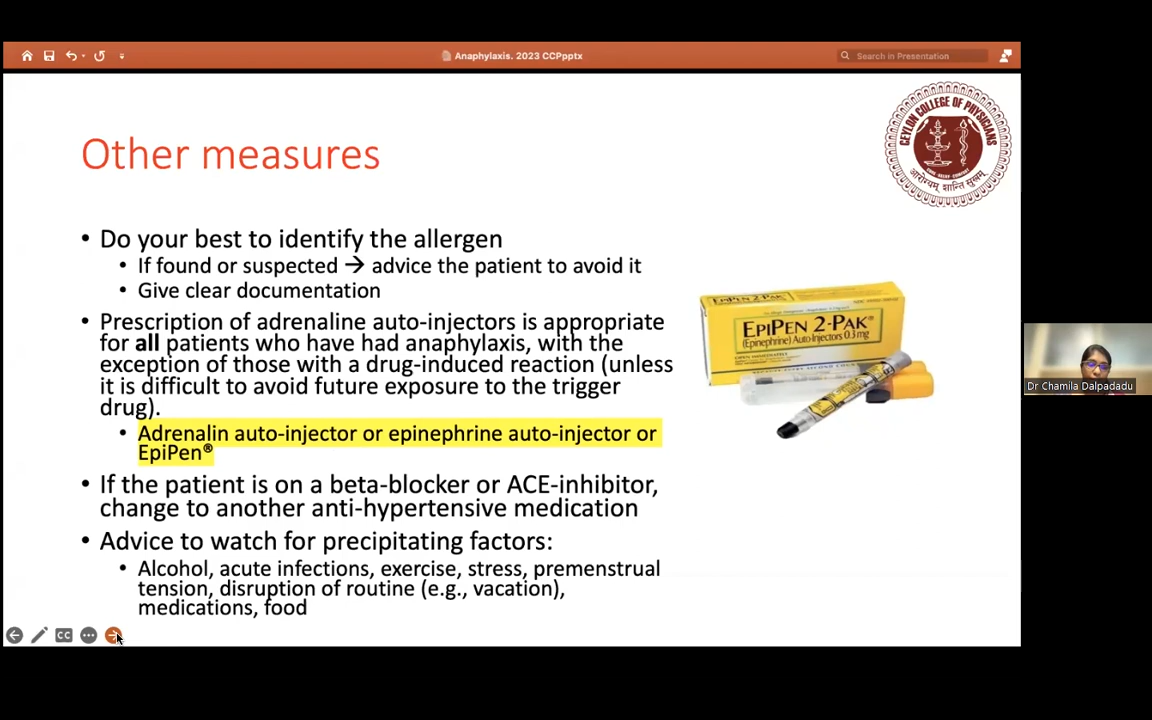 Anaphylaxis. 2023 CCPpptx
Search in Presentation
CEYLON COLLEGE OF PHYSICIANS
Other measures
• Do your best to identify the allergen
• If found or suspected → advice the patient to avoid it
• Give clear documentation
• Prescription of adrenaline auto-injectors is appropriate
for all patients who have had anaphylaxis, with the
exception of those with a drug-induced reaction (unless
it is difficult to avoid future exposure to the trigger
drug).
• Adrenalin auto-injector or epinephrine auto-injector or
EpiPen®
• If the patient is on a beta-blocker or ACE-inhibitor,
change to another anti-hypertensive medication
• Advice to watch for precipitating factors:
• Alcohol, acute infections, exercise, stress, premenstrual
tension, disruption of routine (e.g., vacation),
medications, food
EPIPEN 2-PAK
EPIPEN 2-PAK®
(Epinephrine) Auto-Injectors 0.3 mg
Dr Chamila Dalpadadu
CC